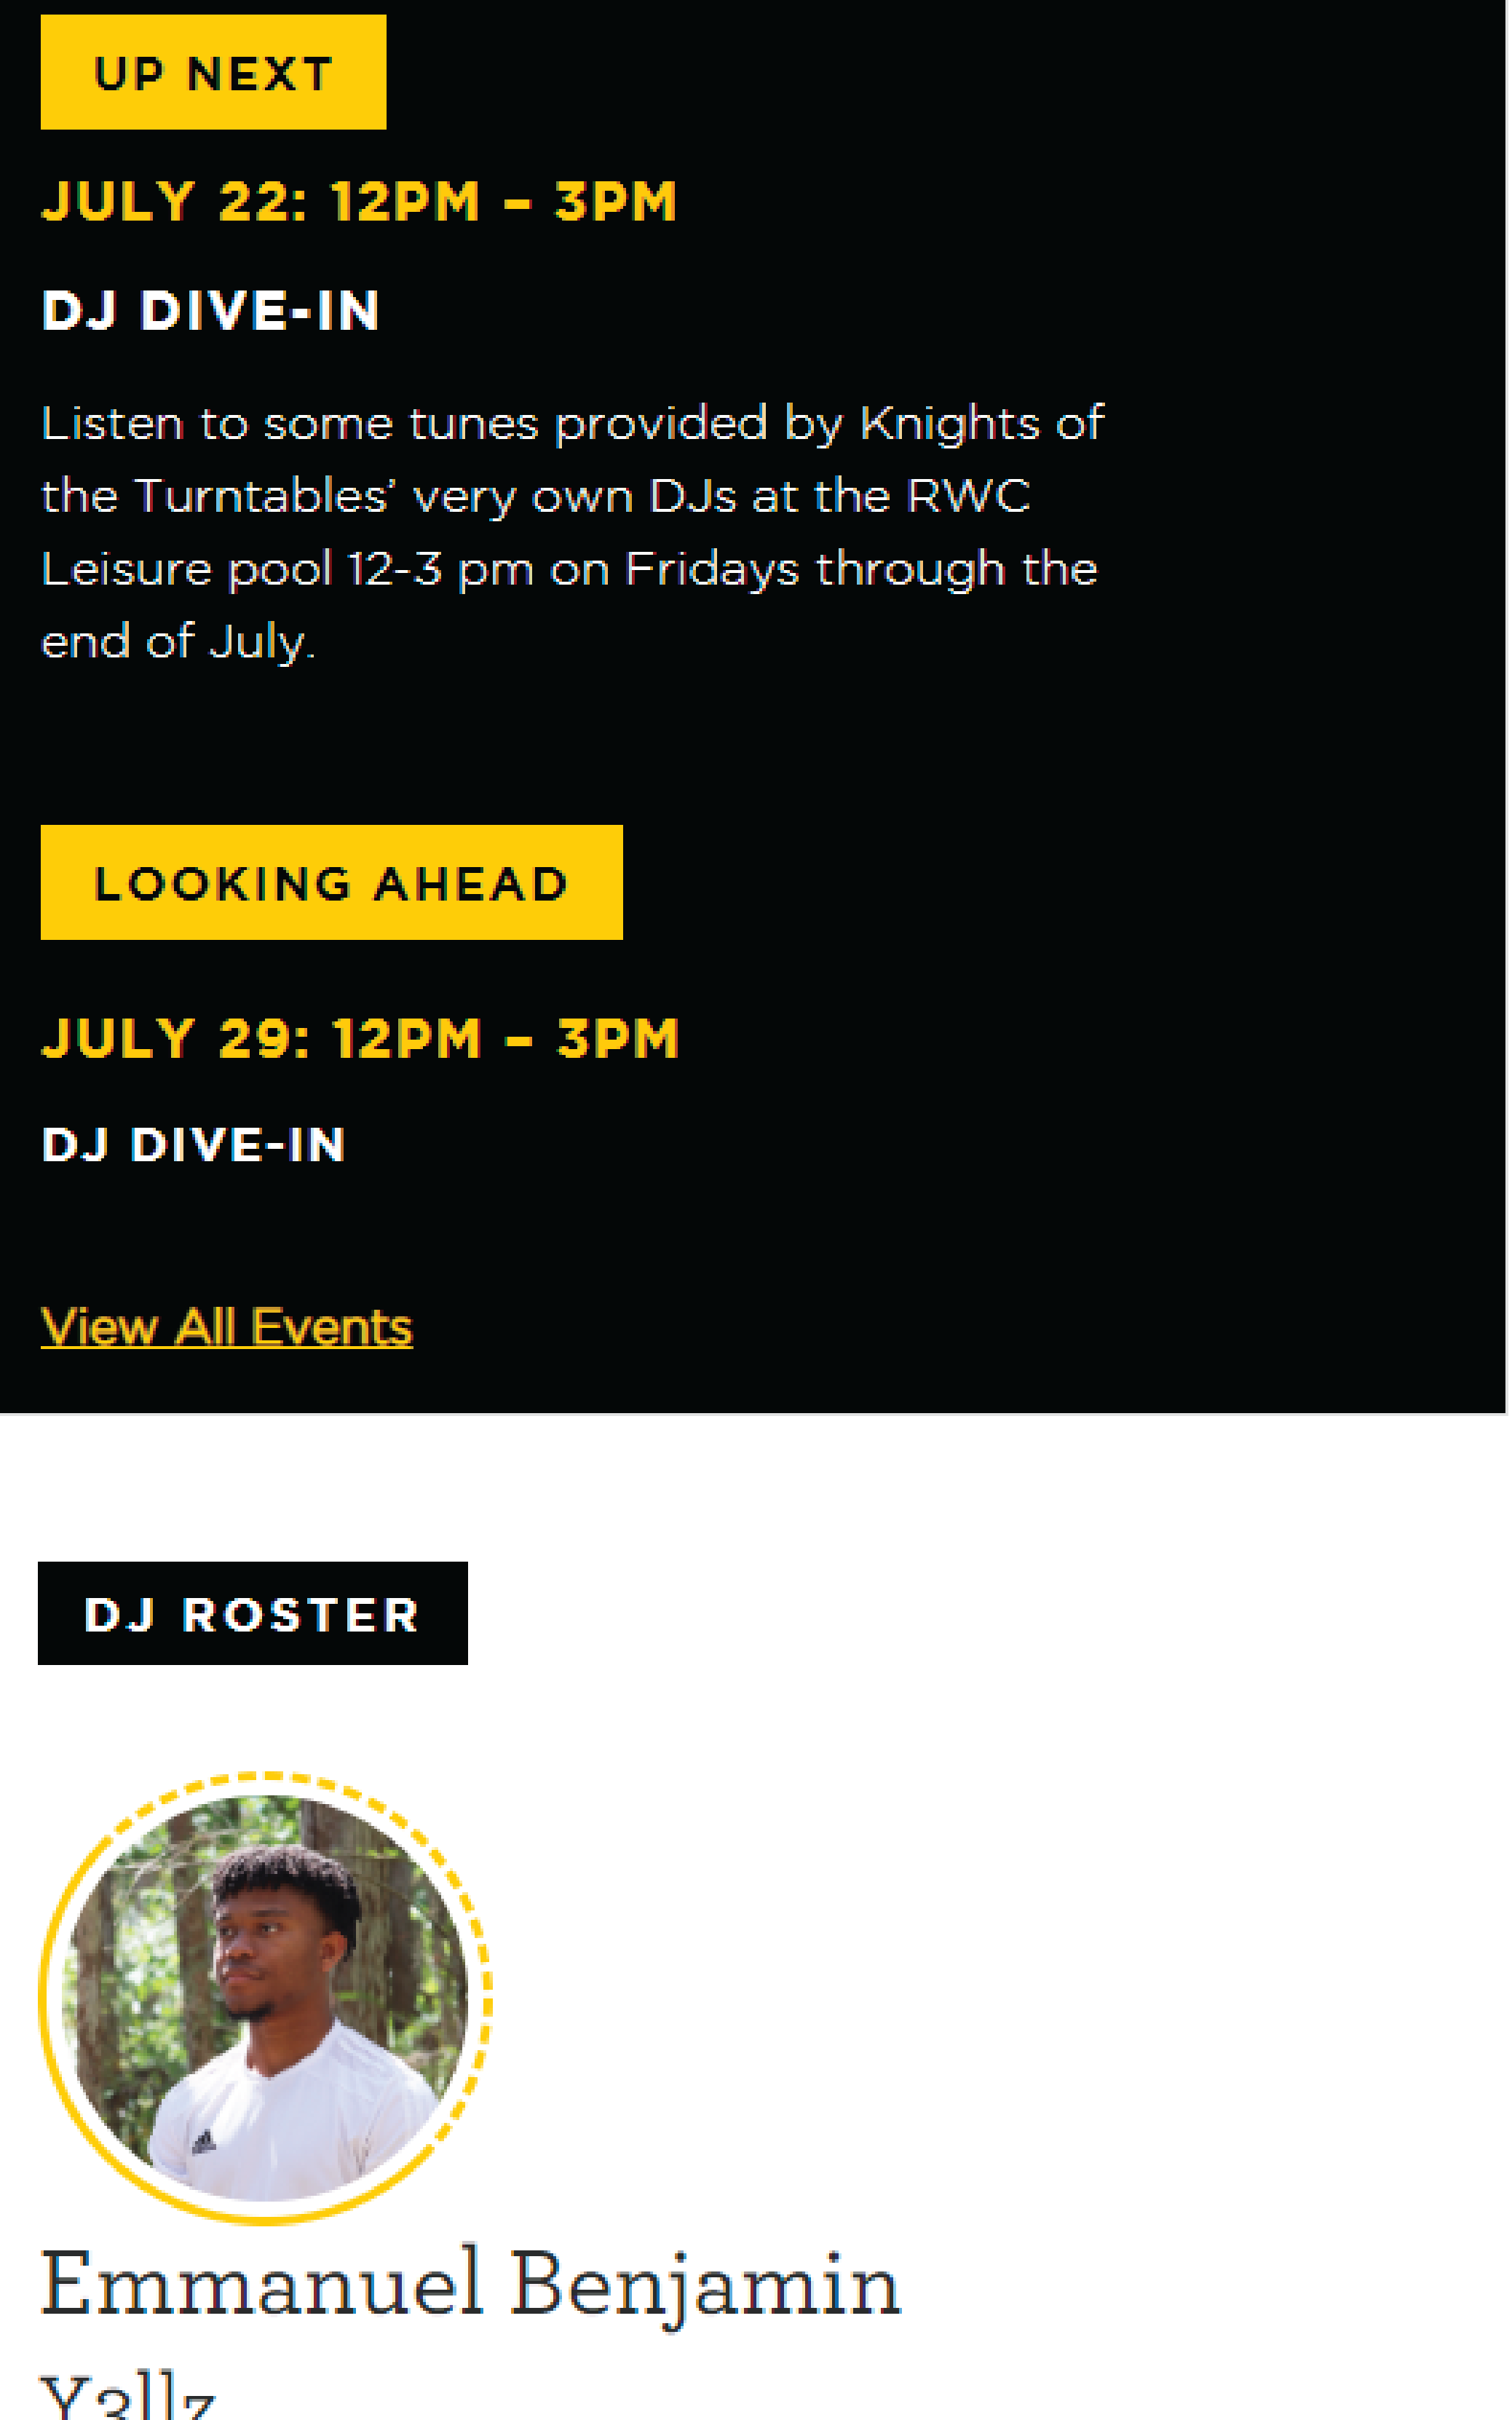 UP NEXT
JULY 22: 12PM – 3PM
DJ DIVE-IN
Listen to some tunes provided by Knights of
the Turntables’ very own DJs at the RWC
Leisure pool 12-3 pm on Fridays through the
end of July.
LOOKING AHEAD
JULY 29: 12PM – 3PM
DJ DIVE-IN
View All Events
DJ ROSTER
Emmanuel Benjamin
Y3llz